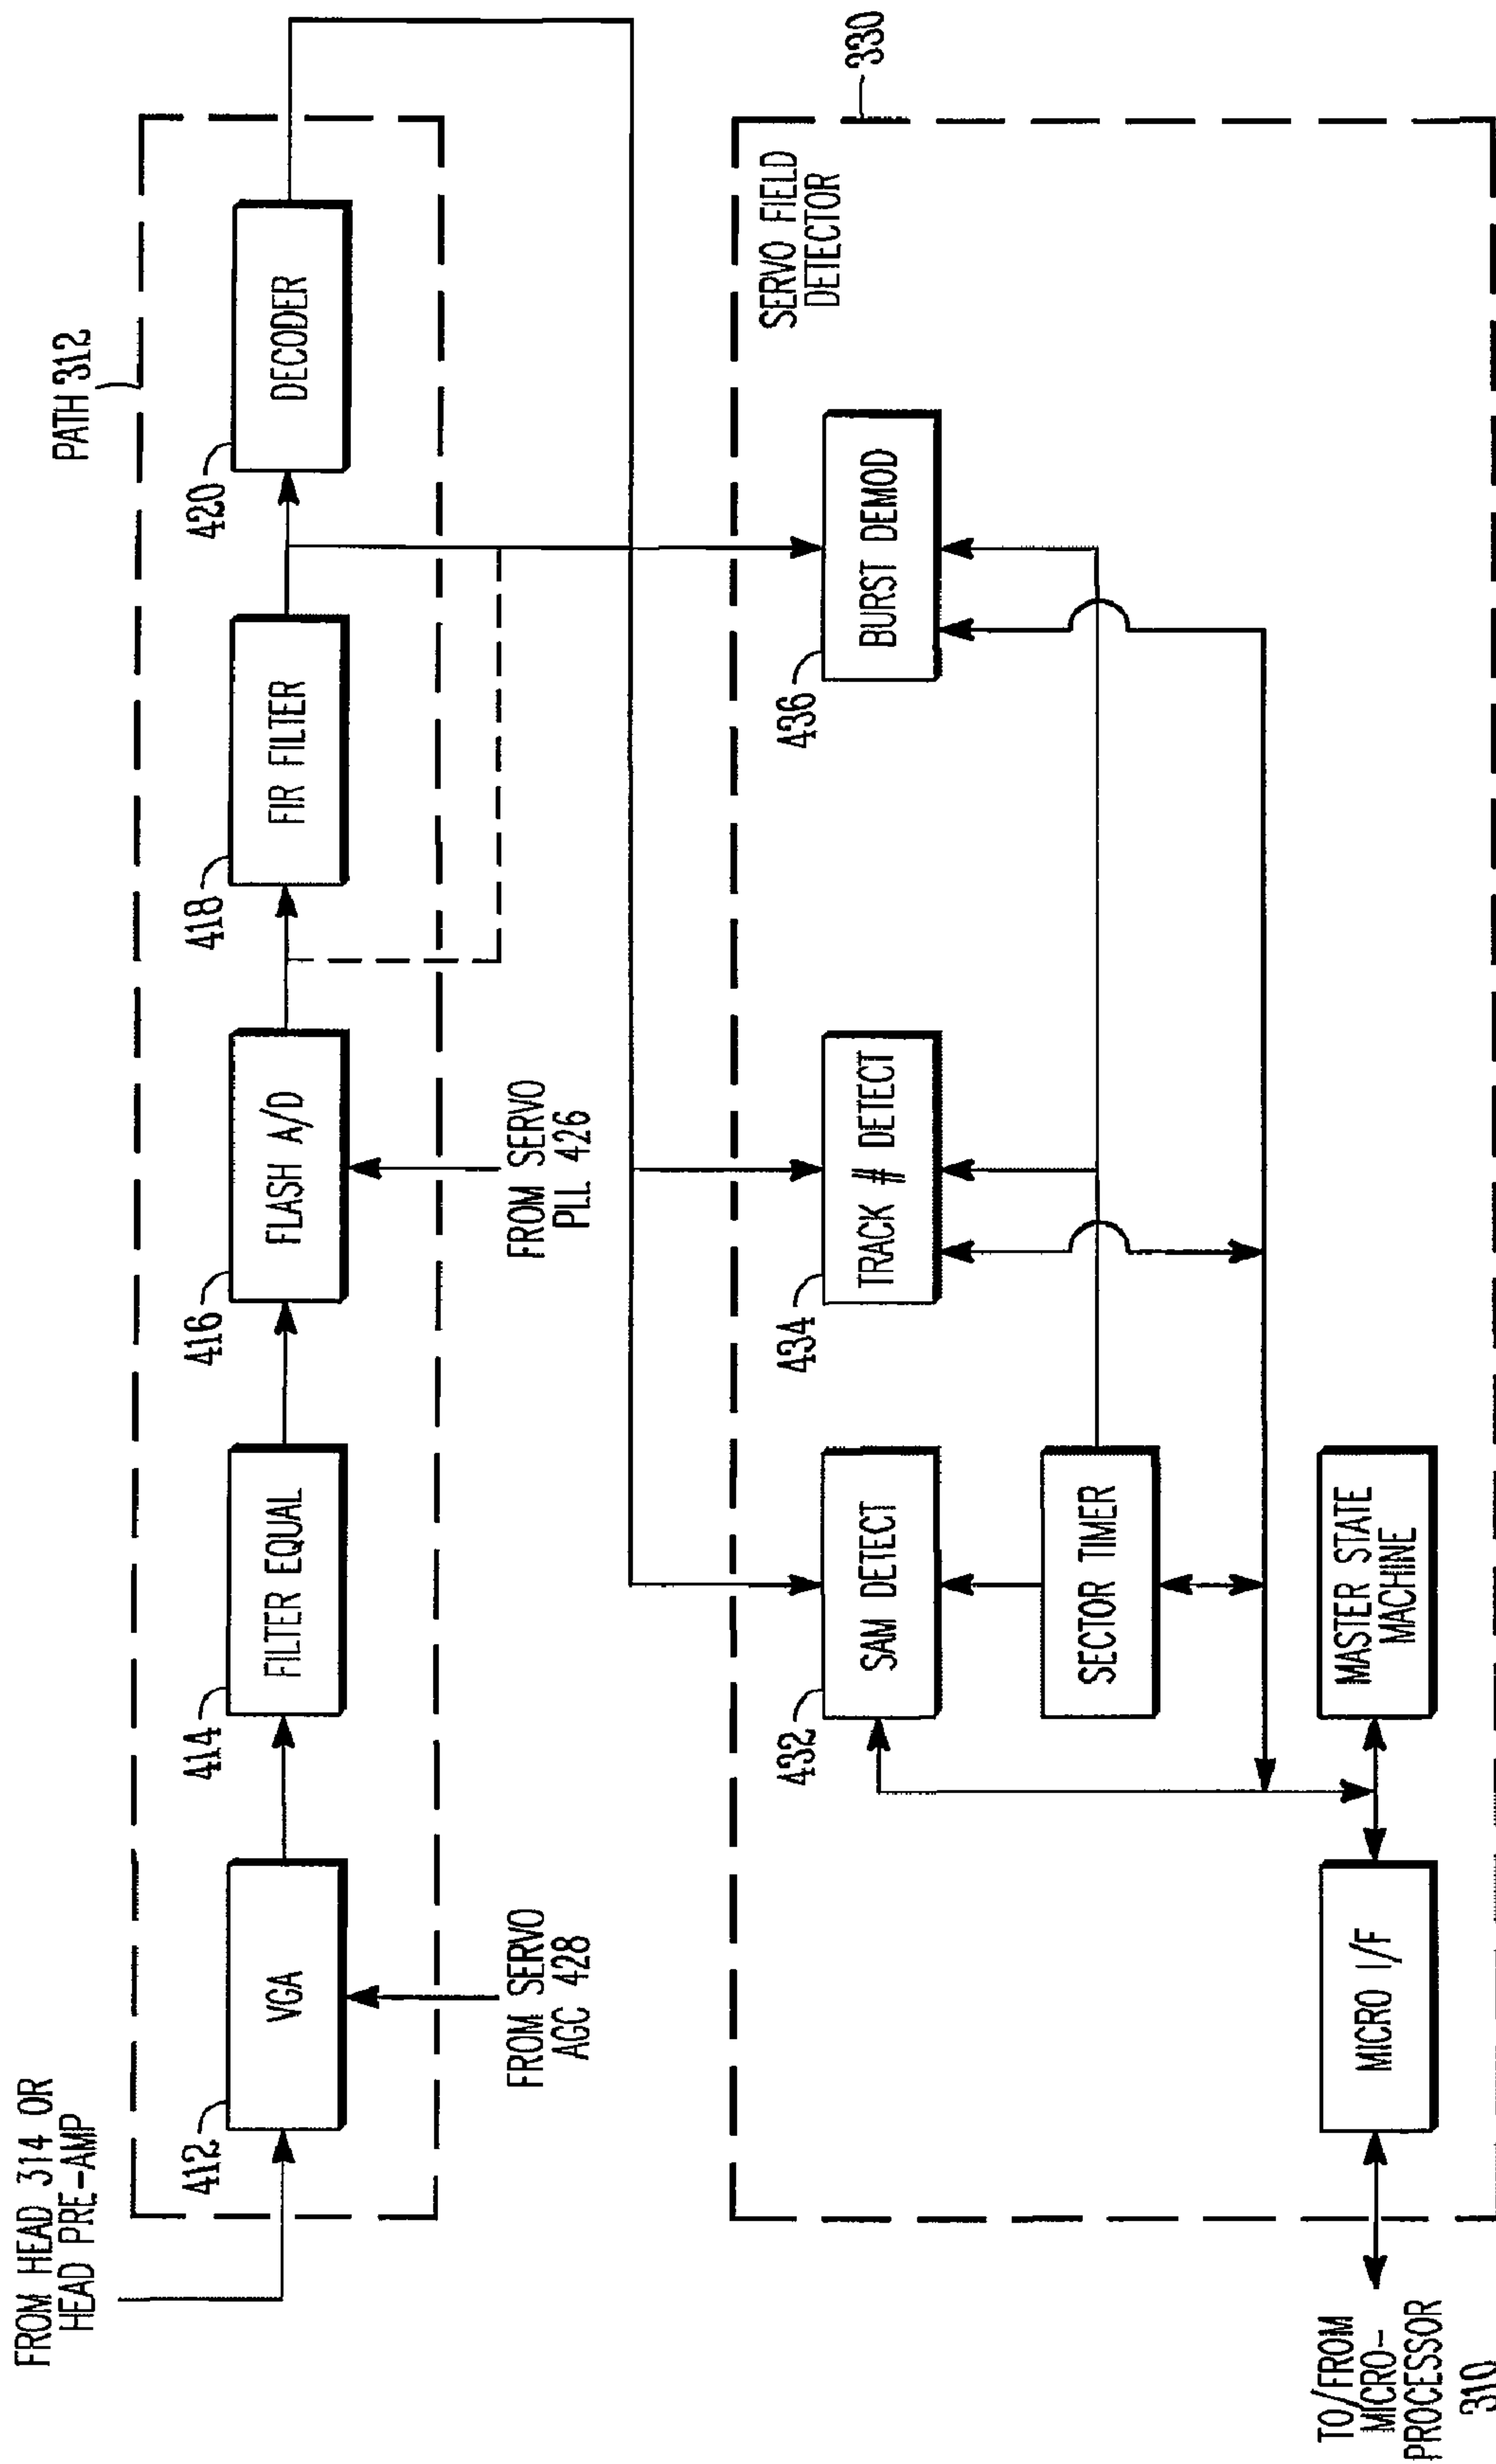 FROM HEAD 314 OR
HEAD PRE-AMP
PATH 312
412
VGA
414
FILTER EQUAL
416
FLASH A/D
418
FIR FILTER
420
DECODER
FROM SERVO
AGC 428
FROM SERVO
PLL 426
330
SERVO FIELD
DETECTOR
432
SAM DETECT
434
TRACK # DETECT
436
BURST DEMOD
SECTOR TIMER
MASTER STATE
MACHINE
MICRO I/F
TO/FROM
MICRO-
PROCESSOR
310